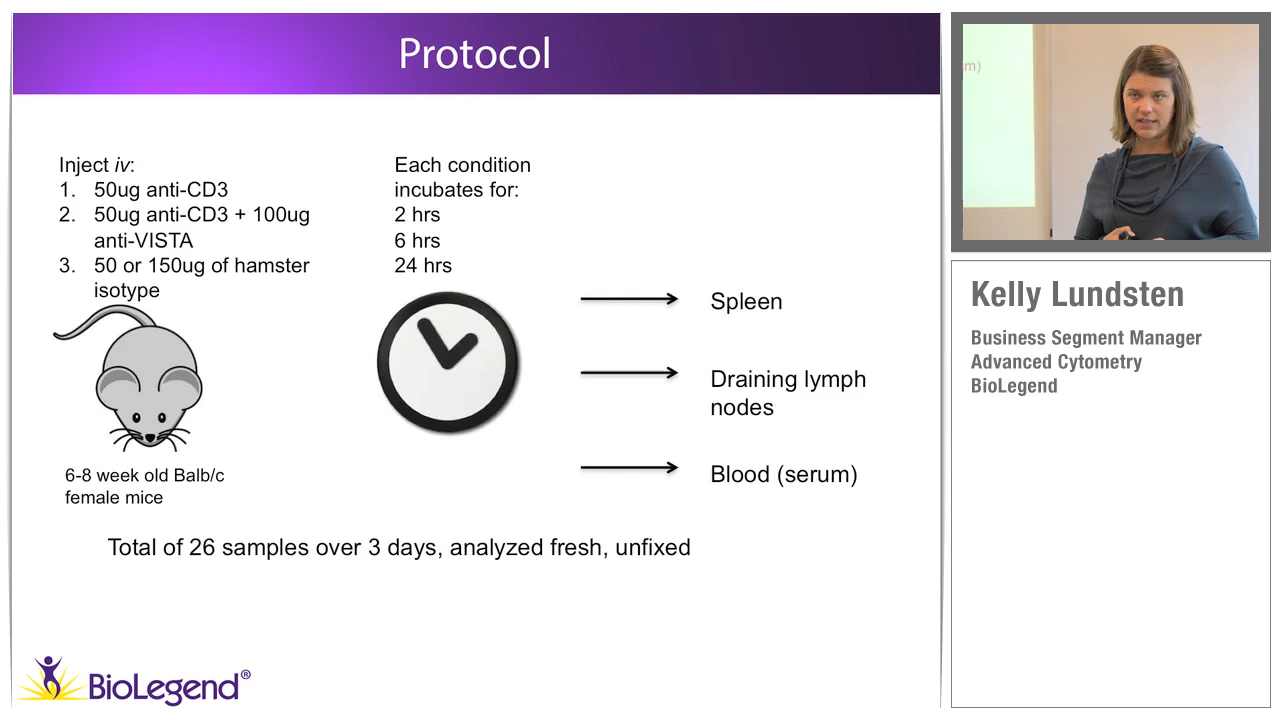 Protocol
Inject iv:
1. 50ug anti-CD3
2. 50ug anti-CD3 + 100ug
anti-VISTA
3. 50 or 150ug of hamster
isotype
6-8 week old Balb/c
female mice
Each condition
incubates for:
2 hrs
6 hrs
24 hrs
Spleen
Draining lymph
nodes
Blood (serum)
Total of 26 samples over 3 days, analyzed fresh, unfixed
BioLegend®
m)
Kelly Lundsten
Business Segment Manager
Advanced Cytometry
BioLegend